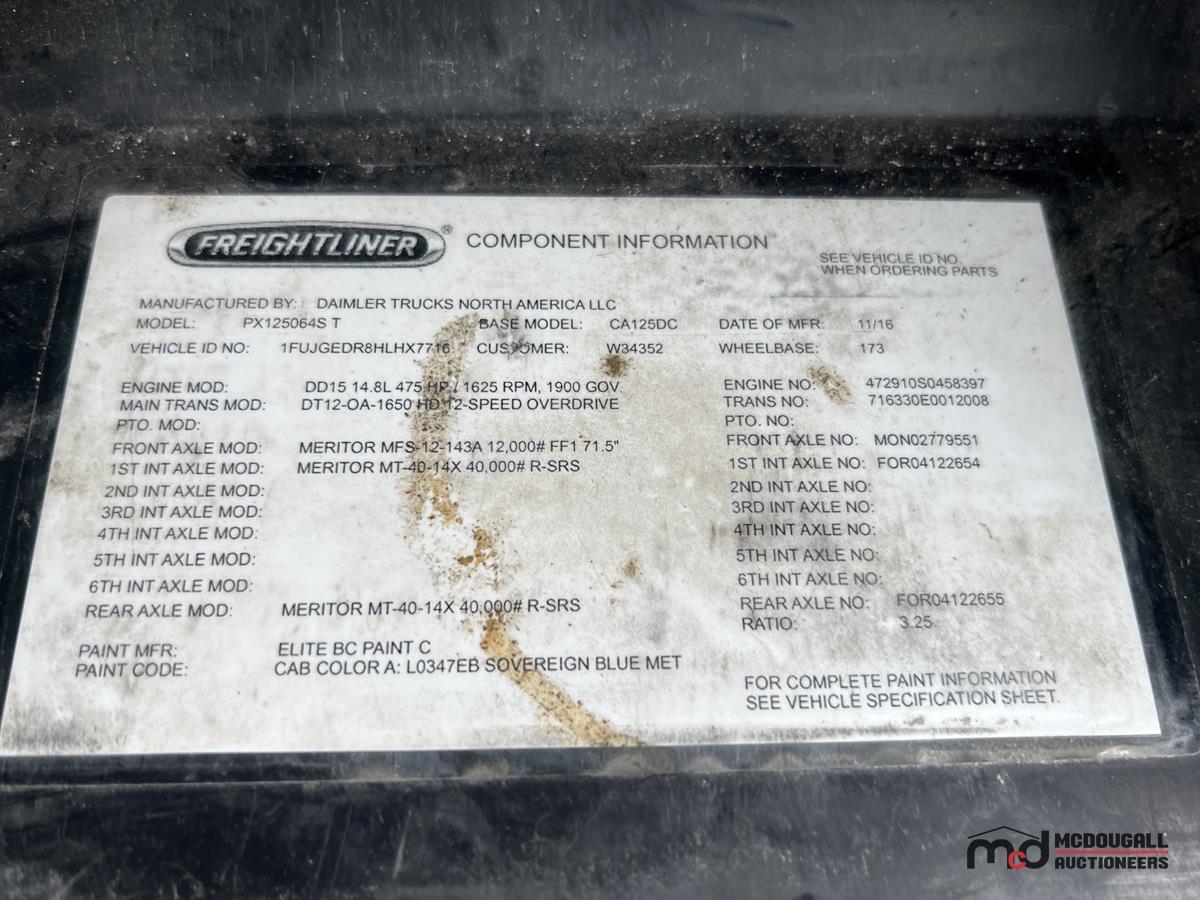 FREIGHTLINER® COMPONENT INFORMATION
SEE VEHICLE ID NO.
WHEN ORDERING PARTS
MANUFACTURED BY: DAIMLER TRUCKS NORTH AMERICA LLC
MODEL: PX125064S T BASE MODEL: CA125DC DATE OF MFR: 11/16
VEHICLE ID NO: 1FUJGEDR8HLHX7716 CUSTOMER: W34352 WHEELBASE: 173
ENGINE MOD: DD15 14.8L 475 HP / 1625 RPM, 1900 GOV ENGINE NO: 472910S0458397
MAIN TRANS MOD: DT12-OA-1650 HD 12-SPEED OVERDRIVE TRANS NO: 716330E0012008
PTO. MOD: PTO. NO:
FRONT AXLE MOD: MERITOR MFS-12-143A 12,000# FF1 71.5" FRONT AXLE NO: MON02779551
1ST INT AXLE MOD: MERITOR MT-40-14X 40,000# R-SRS 1ST INT AXLE NO: FOR04122654
2ND INT AXLE MOD: 2ND INT AXLE NO:
3RD INT AXLE MOD: 3RD INT AXLE NO:
4TH INT AXLE MOD: 4TH INT AXLE NO:
5TH INT AXLE MOD: 5TH INT AXLE NO:
6TH INT AXLE MOD: 6TH INT AXLE NO:
REAR AXLE MOD: MERITOR MT-40-14X 40,000# R-SRS REAR AXLE NO: FOR04122655
RATIO: 3.25
PAINT MFR: ELITE BC PAINT C
PAINT CODE: CAB COLOR A: L0347EB SOVEREIGN BLUE MET
FOR COMPLETE PAINT INFORMATION
SEE VEHICLE SPECIFICATION SHEET.
mcd MCDOUGALL
AUCTIONEERS